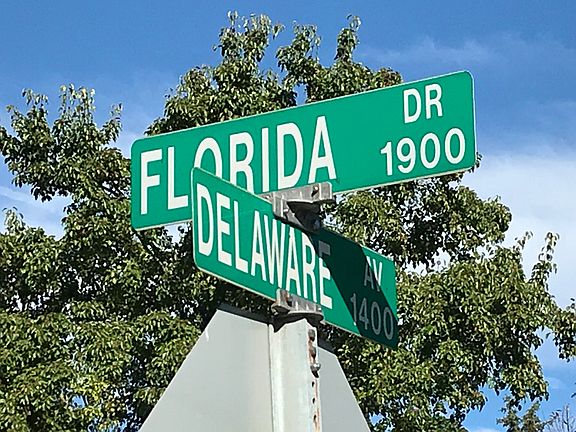 FLORIDA DR
1900
DELAWARE AV
1400